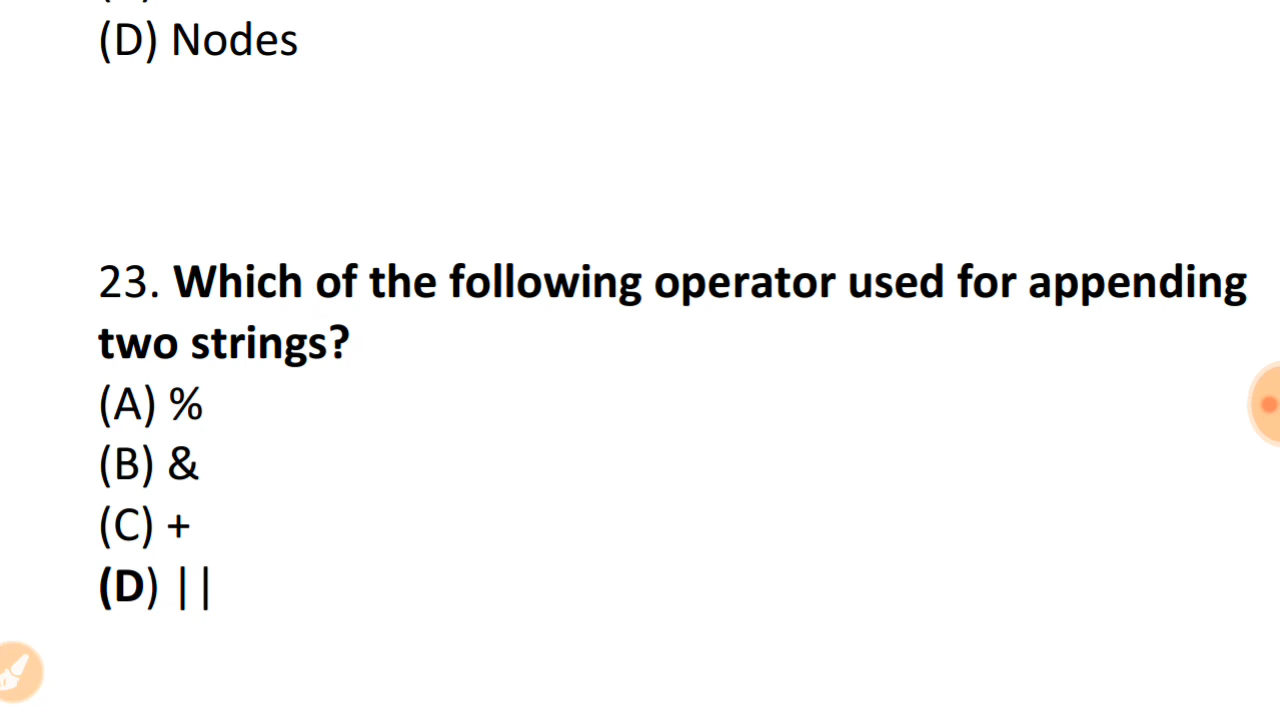 (D) Nodes
23. Which of the following operator used for appending
two strings?
(A) %
(B) &
(C) +
(D) ||